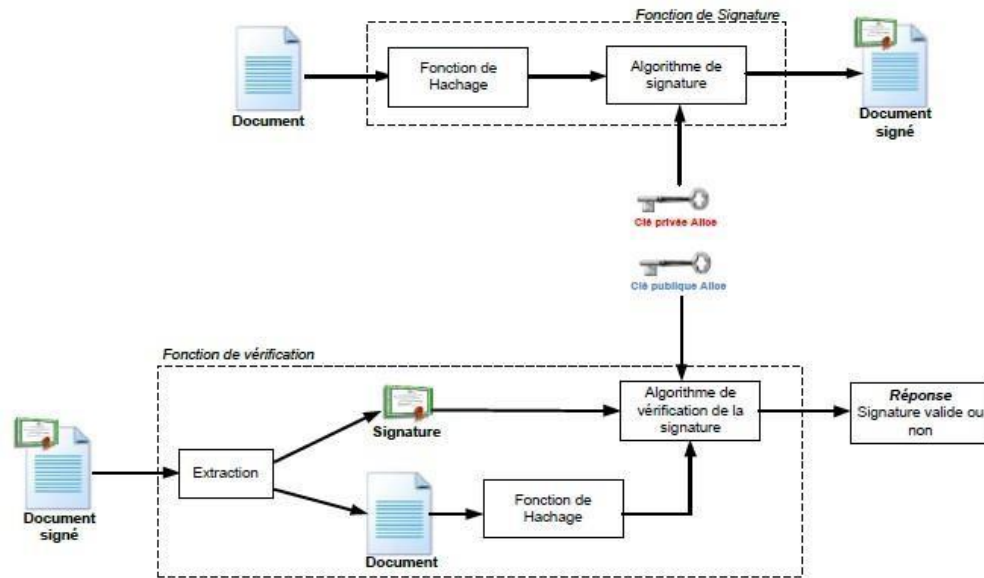 Fonction de Signature
Document
Fonction de
Hachage
Algorithme de
signature
Document
signé
Clé privée Alice
Clé publique Alice
Fonction de vérification
Document
signé
Extraction
Signature
Document
Fonction de
Hachage
Algorithme de
vérification de la
signature
Réponse
Signature valide ou
non